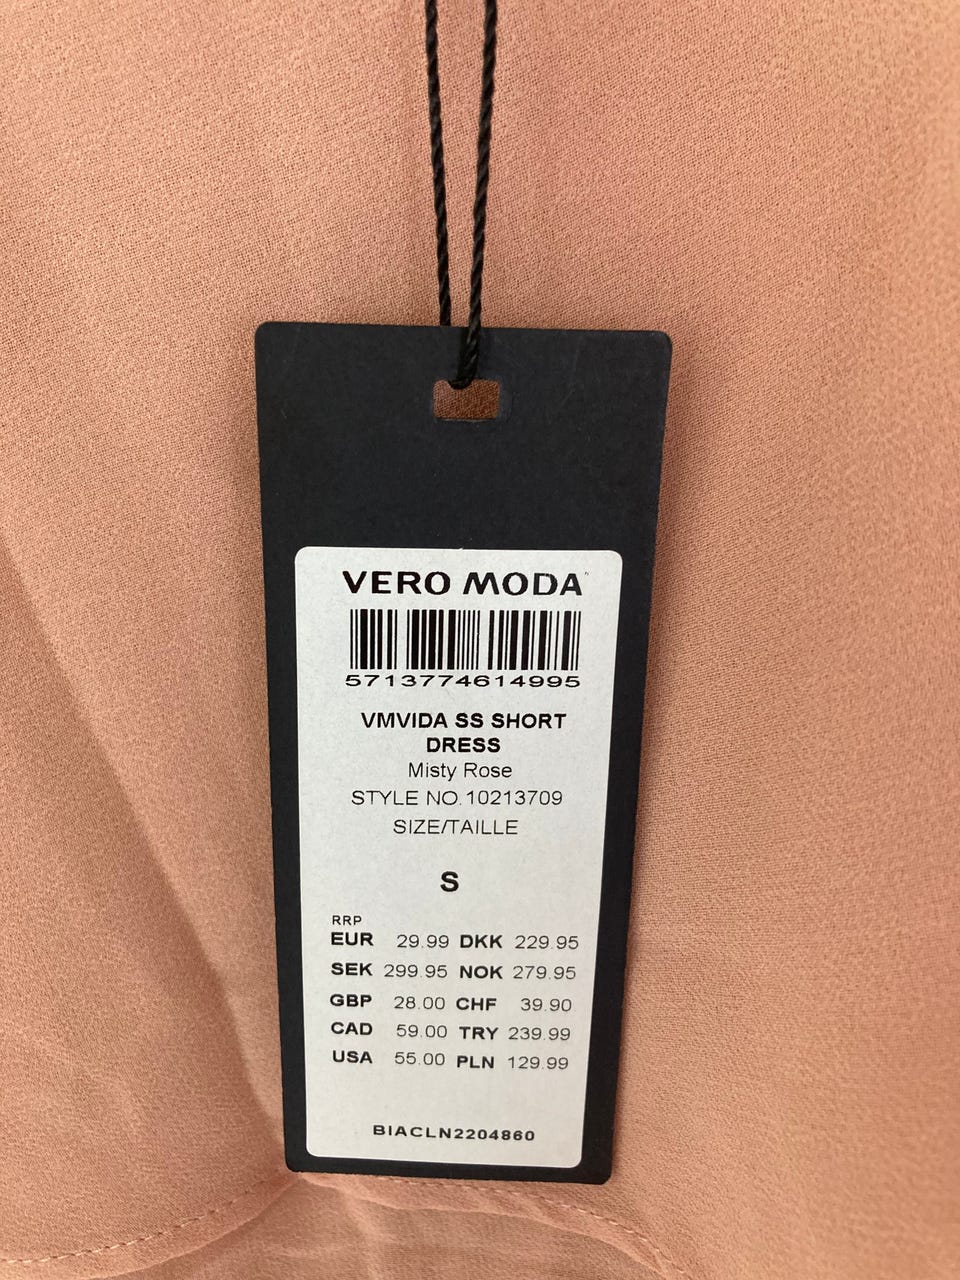 VERO MODA
5713774614995
VMVIDA SS SHORT
DRESS
Misty Rose
STYLE NO.10213709
SIZE/TAILLE
S
RRP
EUR 29.99 DKK 229.95
SEK 299.95 NOK 279.95
GBP 28.00 CHF 39.90
CAD 59.00 TRY 239.99
USA 55.00 PLN 129.99
BIACLN2204860